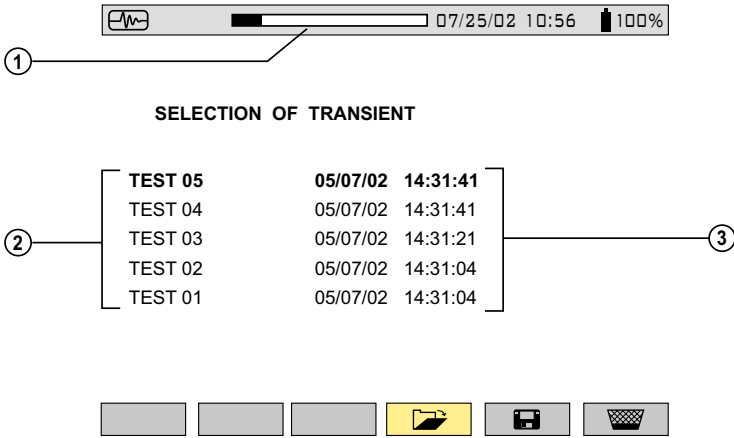 07/25/02 10:56 100%
1
SELECTION OF TRANSIENT
TEST 05 05/07/02 14:31:41
TEST 04 05/07/02 14:31:41
2 TEST 03 05/07/02 14:31:21 3
TEST 02 05/07/02 14:31:04
TEST 01 05/07/02 14:31:04